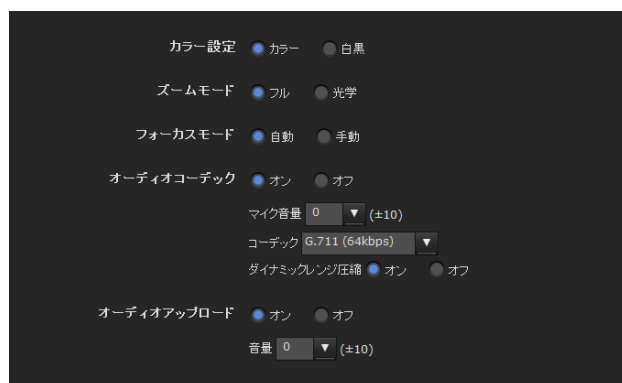 カラー設定 カラー 白黒
ズームモード フル 光学
フォーカスモード 自動 手動
オーディオコーデック オン オフ
マイク音量 0 ▼ (±10)
コーデック G.711 (64kbps) ▼
ダイナミックレンジ圧縮 オン オフ
オーディオアップロード オン オフ
音量 0 ▼ (±10)